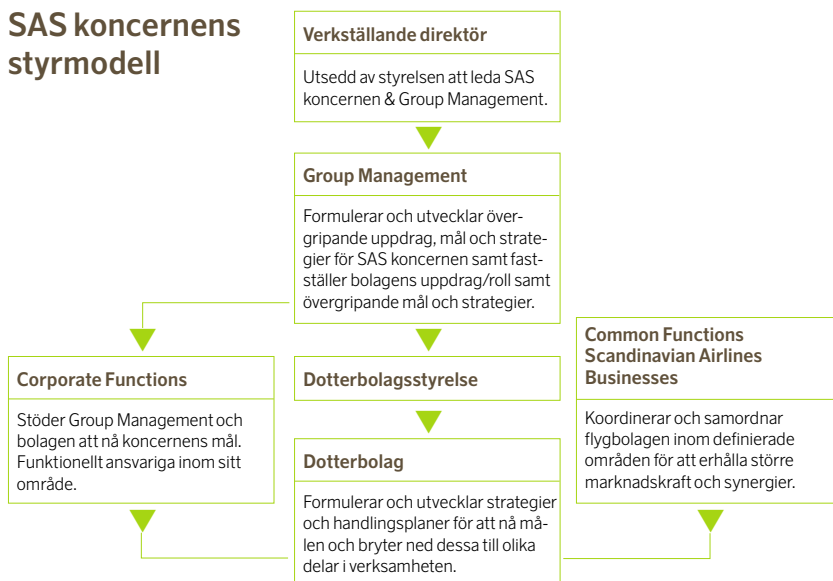 SAS koncernens
styrmodell
Verkställande direktör
Utsedd av styrelsen att leda SAS
koncernen & Group Management.
Group Management
Formulerar och utvecklar över-
gripande uppdrag, mål och strate-
gier för SAS koncernen samt fast-
ställer bolagens uppdrag/roll samt
övergripande mål och strategier.
Corporate Functions
Stöder Group Management och
bolagen att nå koncernens mål.
Funktionellt ansvariga inom sitt
område.
Dotterbolagsstyrelse
Dotterbolag
Formulerar och utvecklar strategier
och handlingsplaner för att nå må-
len och bryter ned dessa till olika
delar i verksamheten.
Common Functions
Scandinavian Airlines
Businesses
Koordinerar och samordnar
flygbolagen inom definierade
områden för att erhålla större
marknadskraft och synergier.